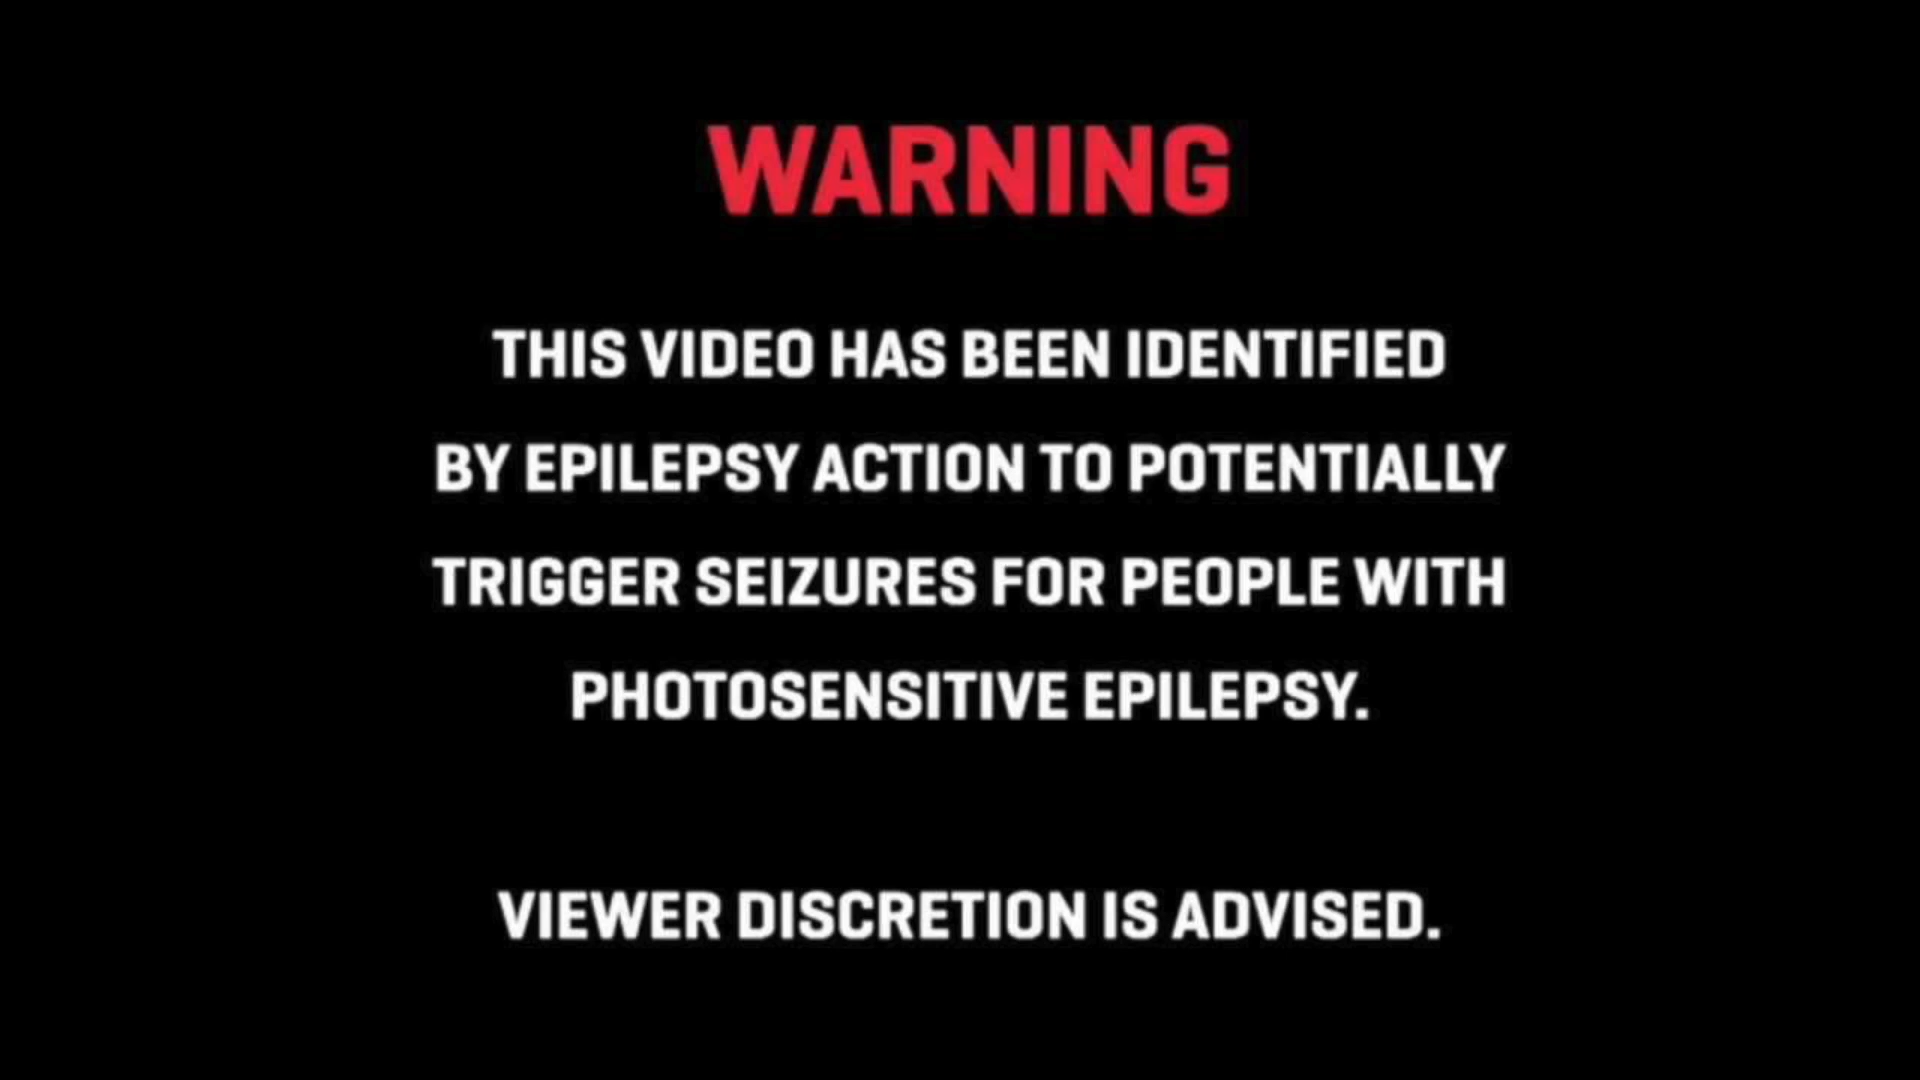 WARNING
THIS VIDEO HAS BEEN IDENTIFIED
BY EPILEPSY ACTION TO POTENTIALLY
TRIGGER SEIZURES FOR PEOPLE WITH
PHOTOSENSITIVE EPILEPSY.
VIEWER DISCRETION IS ADVISED.